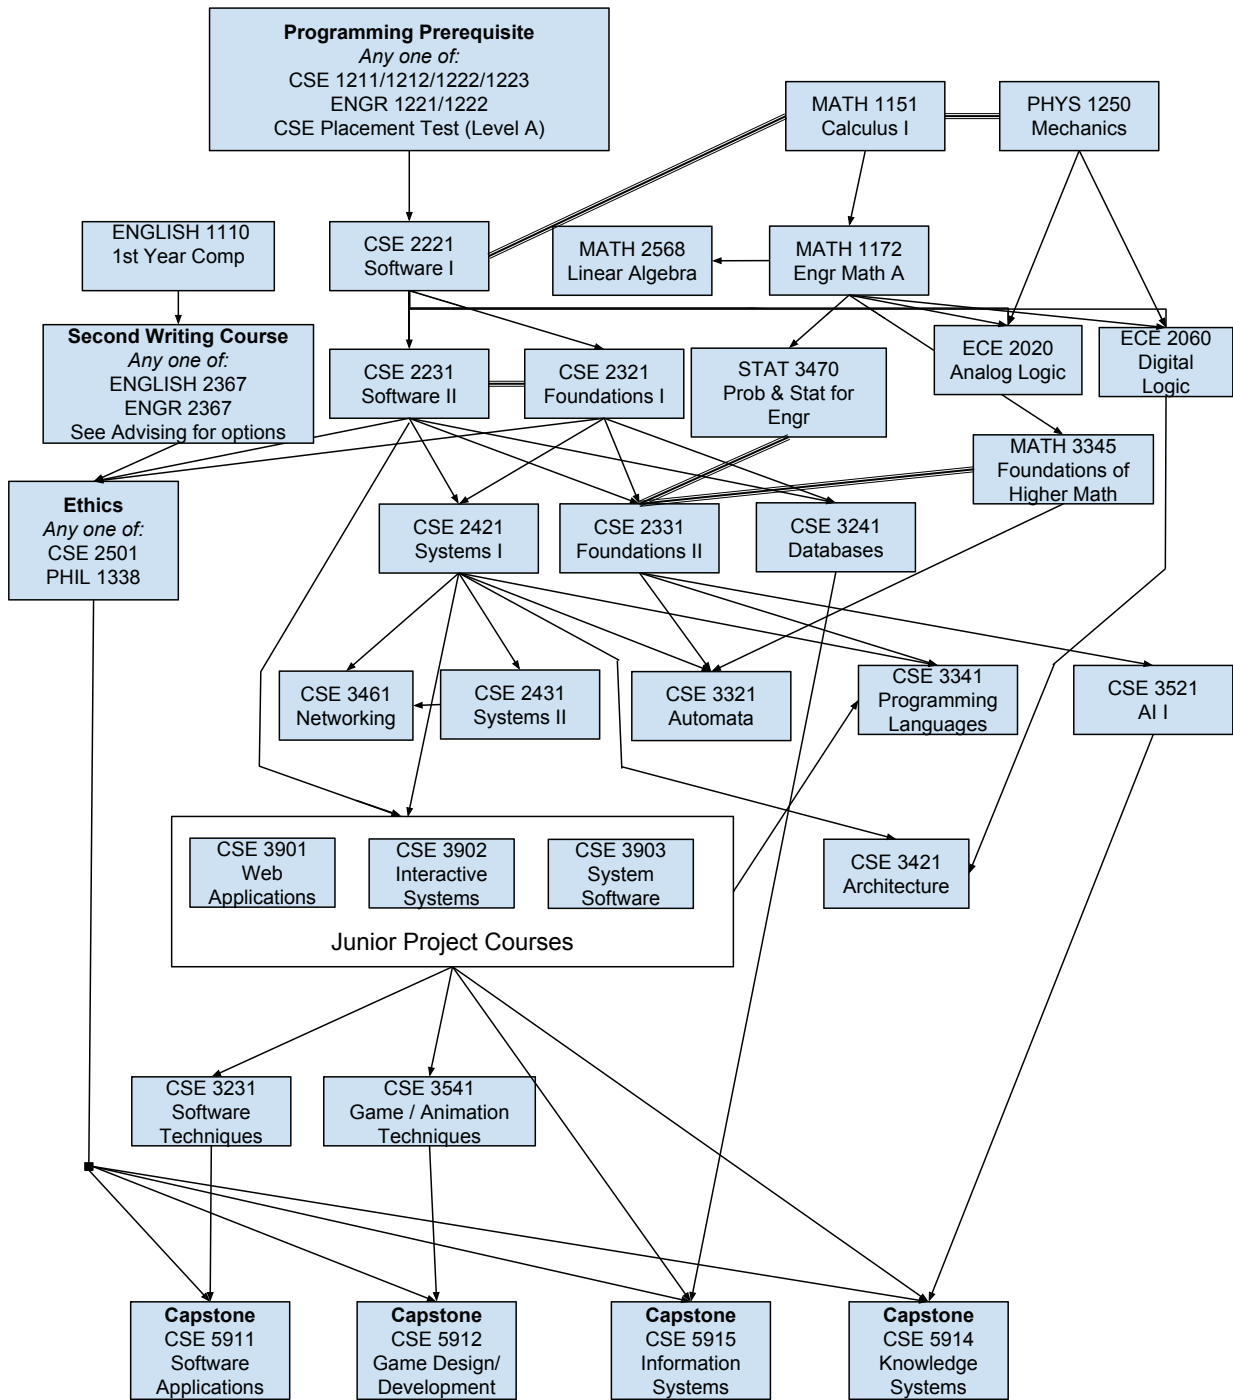 Programming Prerequisite
Any one of:
CSE 1211/1212/1222/1223
ENGR 1221/1222
CSE Placement Test (Level A)
MATH 1151
Calculus I
PHYS 1250
Mechanics
ENGLISH 1110
1st Year Comp
CSE 2221
Software I
MATH 2568
Linear Algebra
MATH 1172
Engr Math A
Second Writing Course
Any one of:
ENGLISH 2367
ENGR 2367
See Advising for options
CSE 2231
Software II
CSE 2321
Foundations I
STAT 3470
Prob & Stat for
Engr
ECE 2020
Analog Logic
ECE 2060
Digital
Logic
MATH 3345
Foundations of
Higher Math
Ethics
Any one of:
CSE 2501
PHIL 1338
CSE 2421
Systems I
CSE 2331
Foundations II
CSE 3241
Databases
CSE 3461
Networking
CSE 2431
Systems II
CSE 3321
Automata
CSE 3341
Programming
Languages
CSE 3521
AI I
CSE 3901
Web
Applications
CSE 3902
Interactive
Systems
CSE 3903
System
Software
Junior Project Courses
CSE 3421
Architecture
CSE 3231
Software
Techniques
CSE 3541
Game / Animation
Techniques
Capstone
CSE 5911
Software
Applications
Capstone
CSE 5912
Game Design/
Development
Capstone
CSE 5915
Information
Systems
Capstone
CSE 5914
Knowledge
Systems